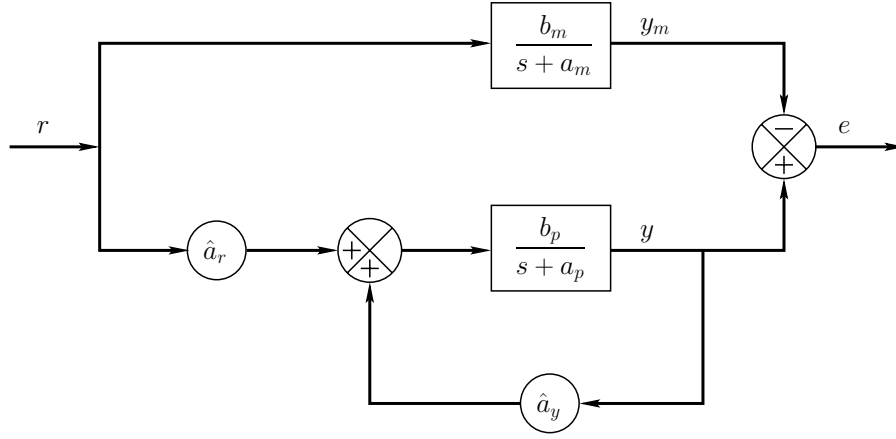 b_m y_m
s + a_m
−
r e
+
b_p y
â_r + s + a_p
+
â_y